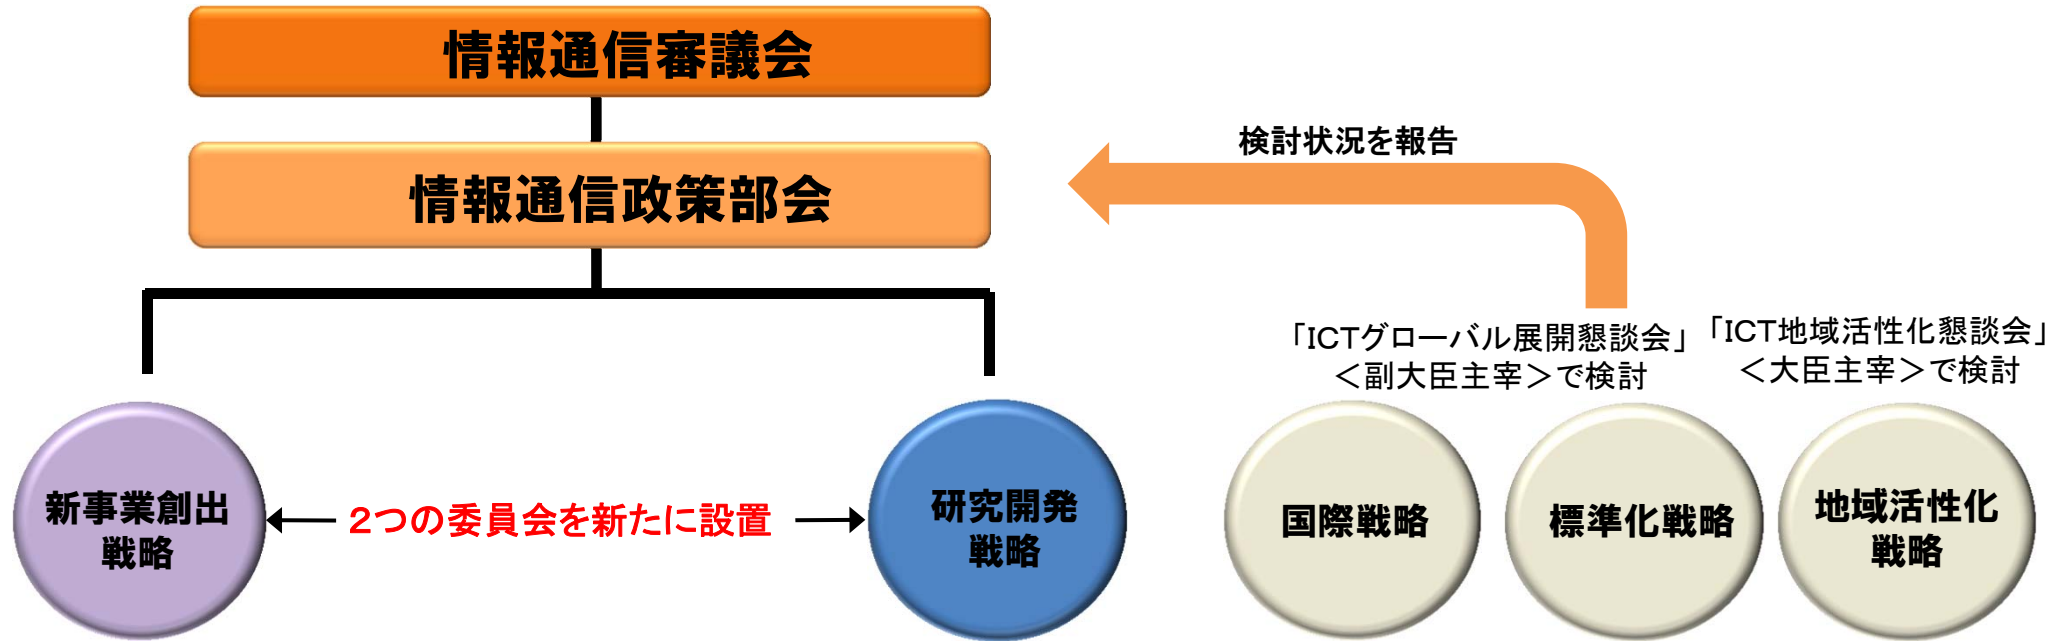 情報通信審議会
情報通信政策部会
検討状況を報告
「ICTグローバル展開懇談会」
＜副大臣主宰＞で検討
「ICT地域活性化懇談会」
＜大臣主宰＞で検討
新事業創出
戦略
２つの委員会を新たに設置
研究開発
戦略
国際戦略
標準化戦略
地域活性化
戦略